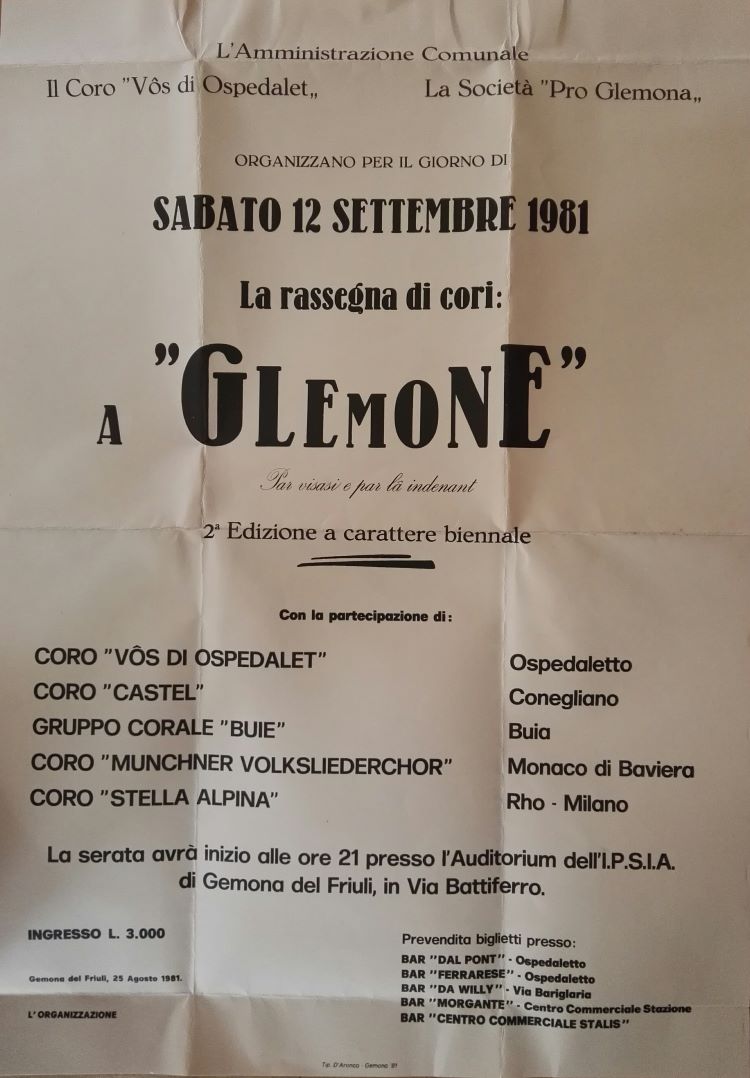 L'Amministrazione Comunale
Il Coro "Vôs di Ospedalet„
La Società "Pro Glemona„
ORGANIZZANO PER IL GIORNO DI
SABATO 12 SETTEMBRE 1981
La rassegna di cori:
A "GLEMONE"
Par visasi e par lâ indenant
2ª Edizione a carattere biennale
Con la partecipazione di:
CORO "VÔS DI OSPEDALET" Ospedaletto
CORO "CASTEL" Conegliano
GRUPPO CORALE "BUIE" Buia
CORO "MUNCHNER VOLKSLIEDERCHOR" Monaco di Baviera
CORO "STELLA ALPINA" Rho - Milano
La serata avrà inizio alle ore 21 presso l'Auditorium dell'I.P.S.I.A.
di Gemona del Friuli, in Via Battiferro.
INGRESSO L. 3.000
Gemona del Friuli, 25 Agosto 1981.
L'ORGANIZZAZIONE
Prevendita biglietti presso:
BAR "DAL PONT" - Ospedaletto
BAR "FERRARESE" - Ospedaletto
BAR "DA WILLY" - Via Bariglaria
BAR "MORGANTE" - Centro Commerciale Stazione
BAR "CENTRO COMMERCIALE STALIS"
Tip. D'Aronco - Gemona '81